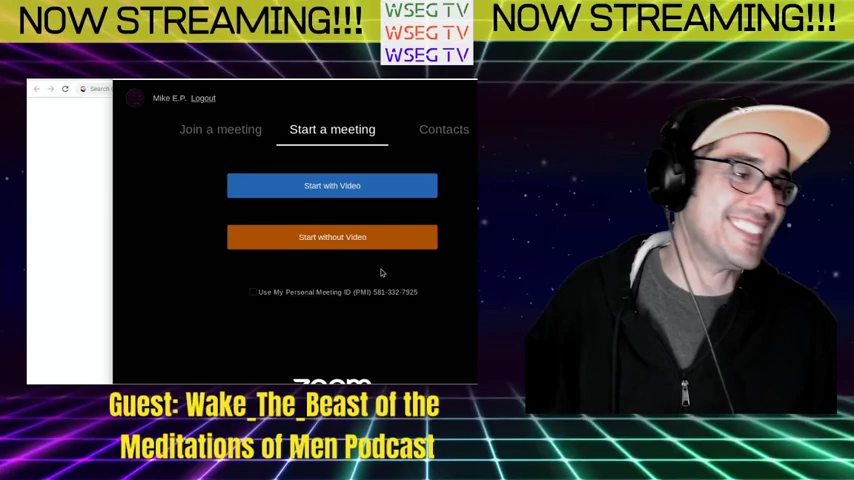 NOW STREAMING!!!
WSEG TV
WSEG TV
WSEG TV
NOW STREAMING!!!
Search
Mike E.P. Logout
Join a meeting Start a meeting Contacts
Start with Video
Start without Video
Use My Personal Meeting ID (PMI) 581-332-7925
zoom
Guest: Wake_The_Beast of the
Meditations of Men Podcast